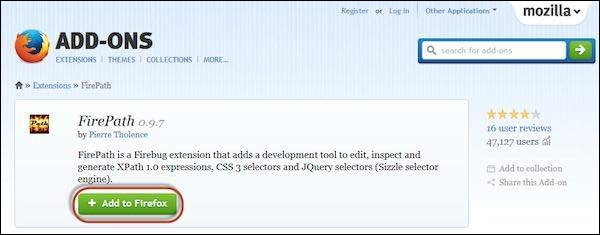 Register or Log in Other Applications
mozilla
ADD-ONS
EXTENSIONS | THEMES | COLLECTIONS | MORE...
search for add-ons
» Extensions » FirePath
Path
FirePath 0.9.7
by Pierre Tholence
16 user reviews
47,127 users
FirePath is a Firebug extension that adds a development tool to edit, inspect and
generate XPath 1.0 expressions, CSS 3 selectors and JQuery selectors (Sizzle selector
engine).
Add to collection
Share this Add-on
+ Add to Firefox